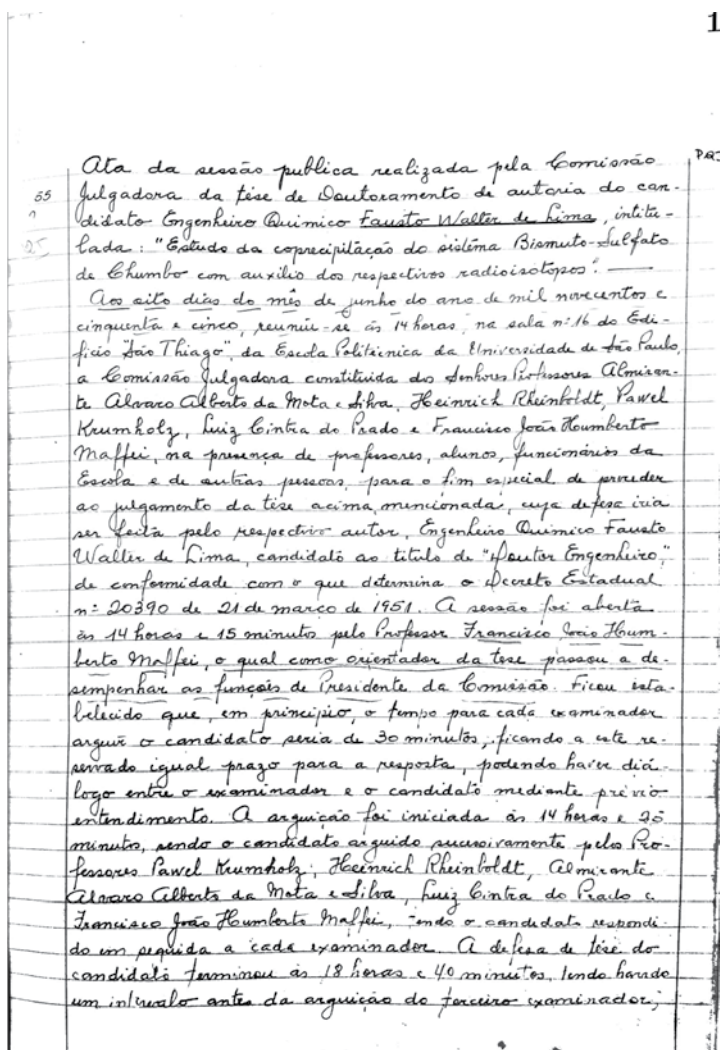 1
Ata da sessão publica realizada pela Comissão
Julgadora da tése de Doutoramento de autoria do can-
55
didato Engenheiro Quimico Fausto Walter de Lima, intitu-
lada: "Estudo da coprecipitação do sistêma Bismuto-Sulfato
de Chumbo com auxilio dos respectivos radioisotopos".
Aos oito dias do mês de junho do ano de mil novecentos e
cinquenta e cinco, reuniu-se ás 14 horas, na sala nº 16 do Edi-
ficio "São Thiago", da Escola Politécnica da Universidade de São Paulo,
a Comissão Julgadora constituida dos Senhores Professores Almiran-
te Alvaro Alberto da Mota e Silva, Heinrich Rheinboldt, Pawel
Krumholz, Luiz Cintra do Prado e Francisco João Humberto
Maffei, na presença de professores, alunos, funcionários da
Escola e de outras pessoas, para o fim especial de proceder
ao julgamento da tése acima mencionada, cuja defesa iria
ser feita pelo respectivo autor, Engenheiro Quimico Fausto
Walter de Lima, candidato ao titulo de "Doutor Engenheiro",
de conformidade com o que determina o Decreto Estadual
nº 20390 de 21 de março de 1951. A sessão foi aberta
ás 14 horas e 15 minutos pelo Professor Francisco João Hum-
berto Maffei, o qual como orientador da tese passou a de-
sempenhar as funções de Presidente da Comissão. Ficou esta-
belecido que, em principio, o tempo para cada examinador
arguir o candidato seria de 30 minutos, ficando a este re-
servado igual prazo para a resposta, podendo haver diá-
logo entre o examinador e o candidato mediante prévio
entendimento. A arguição foi iniciada ás 14 horas e
minutos, sendo o candidato arguido sucessivamente pelos Pro-
fessores Pawel Krumholz, Heinrich Rheinboldt, Almirante
Alvaro Alberto da Mota e Silva, Luiz Cintra do Prado e
Francisco João Humberto Maffei, tendo o candidato respondi-
do em seguida a cada examinador. A defesa de tése do
candidato terminou ás 18 horas e 40 minutos, tendo havido
um intervalo antes da arguição do terceiro examinador;